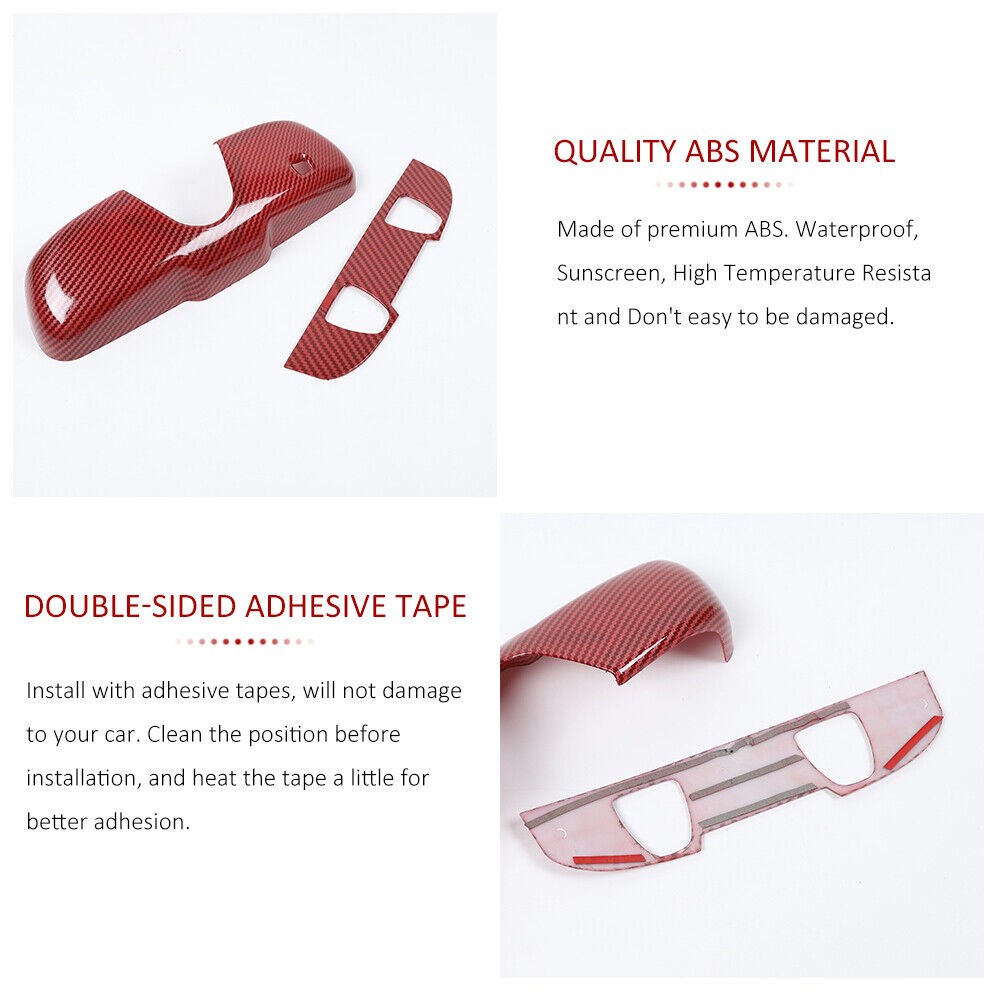 QUALITY ABS MATERIAL
Made of premium ABS. Waterproof,
Sunscreen, High Temperature Resista
nt and Don't easy to be damaged.
DOUBLE-SIDED ADHESIVE TAPE
Install with adhesive tapes, will not damage
to your car. Clean the position before
installation, and heat the tape a little for
better adhesion.